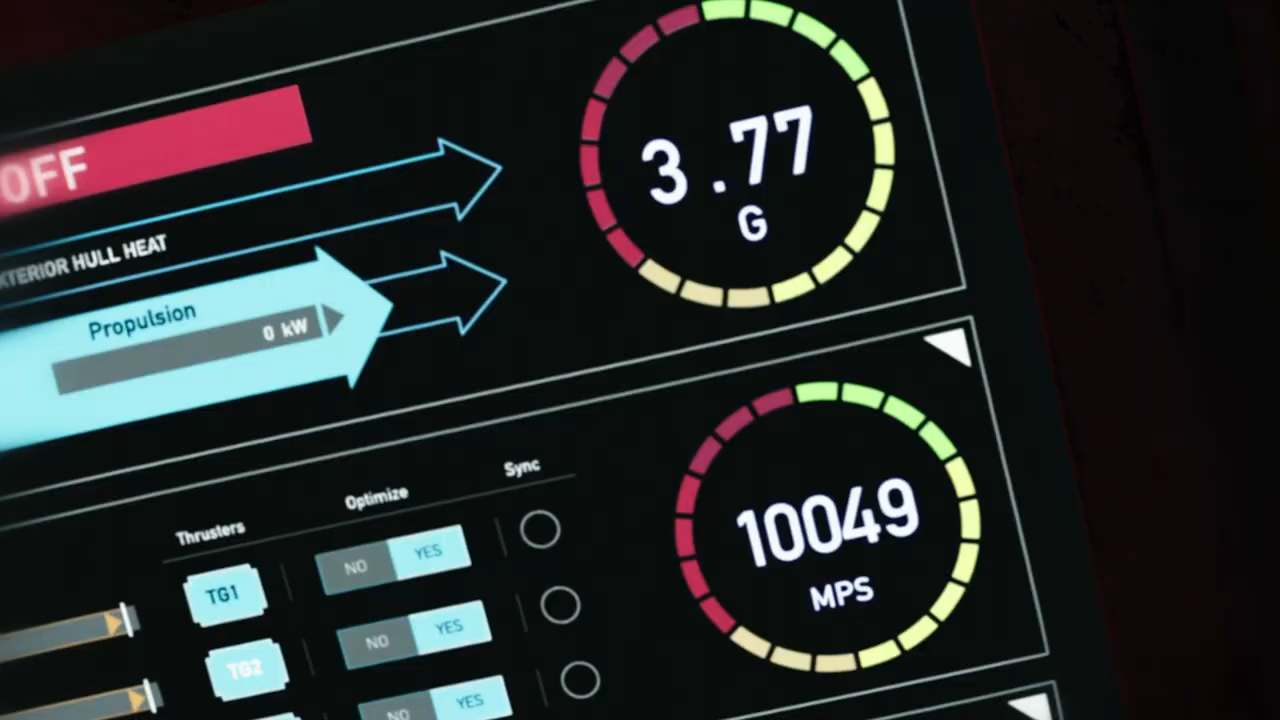 OFF
3.77
G
XTERIOR HULL HEAT
Propulsion
0 kW
Thrusters Optimize Sync
TG1 NO YES
TG2 NO YES
NO YES
10049
MPS